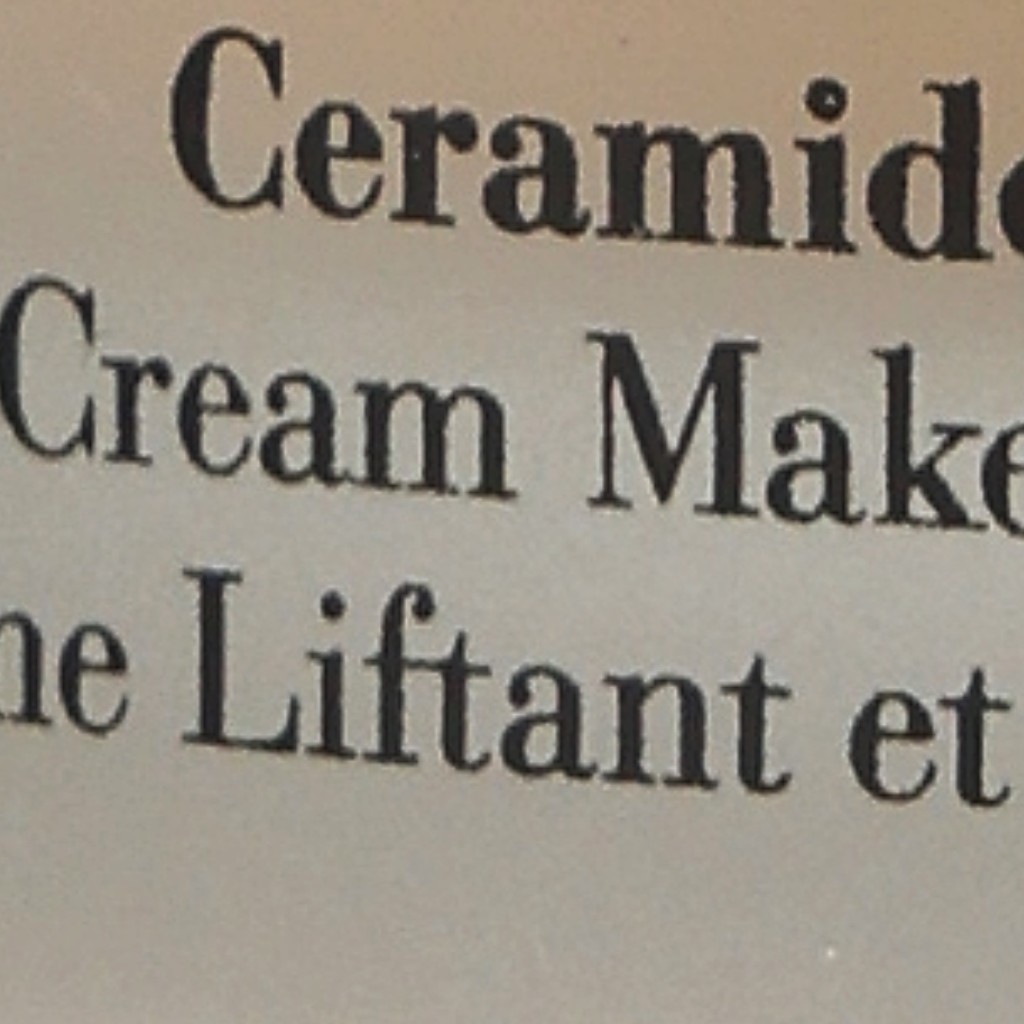 Ceramid
Cream Make
ne Liftant et